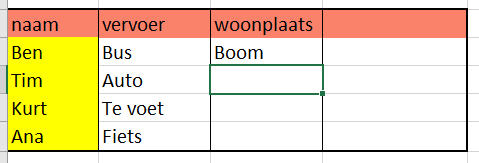 naam vervoer woonplaats
Ben Bus Boom
Tim Auto
Kurt Te voet
Ana Fiets